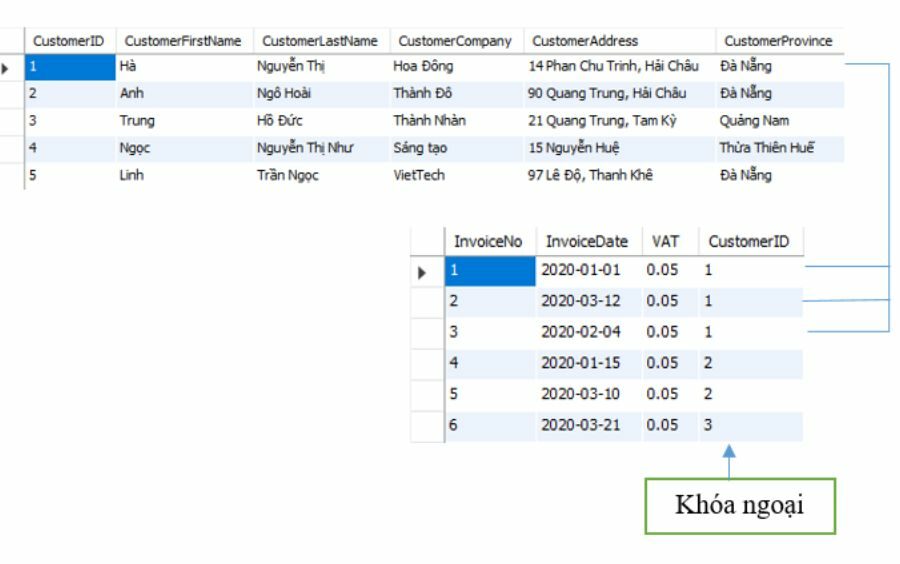 CustomerID CustomerFirstName CustomerLastName CustomerCompany CustomerAddress CustomerProvince
1 Hà Nguyễn Thị Hoa Đông 14 Phan Chu Trinh, Hải Châu Đà Nẵng
2 Anh Ngô Hoài Thành Đô 90 Quang Trung, Hải Châu Đà Nẵng
3 Trung Hồ Đức Thành Nhàn 21 Quang Trung, Tam Kỳ Quảng Nam
4 Ngọc Nguyễn Thị Như Sáng tạo 15 Nguyễn Huệ Thừa Thiên Huế
5 Linh Trần Ngọc VietTech 97 Lê Độ, Thanh Khê Đà Nẵng
InvoiceNo InvoiceDate VAT CustomerID
1 2020-01-01 0.05 1
2 2020-03-12 0.05 1
3 2020-02-04 0.05 1
4 2020-01-15 0.05 2
5 2020-03-10 0.05 2
6 2020-03-21 0.05 3
Khóa ngoại